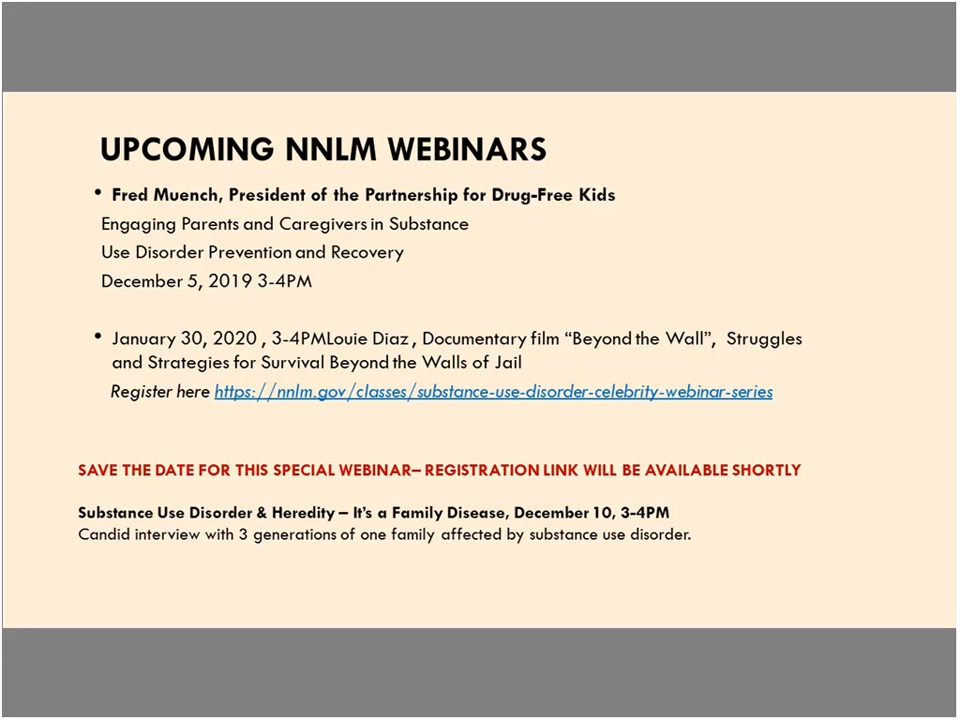 UPCOMING NNLM WEBINARS
• Fred Muench, President of the Partnership for Drug-Free Kids
Engaging Parents and Caregivers in Substance
Use Disorder Prevention and Recovery
December 5, 2019 3-4PM
• January 30, 2020 , 3-4PMLouie Diaz , Documentary film “Beyond the Wall”, Struggles
and Strategies for Survival Beyond the Walls of Jail
Register here https://nnlm.gov/classes/substance-use-disorder-celebrity-webinar-series
SAVE THE DATE FOR THIS SPECIAL WEBINAR– REGISTRATION LINK WILL BE AVAILABLE SHORTLY
Substance Use Disorder & Heredity – It’s a Family Disease, December 10, 3-4PM
Candid interview with 3 generations of one family affected by substance use disorder.